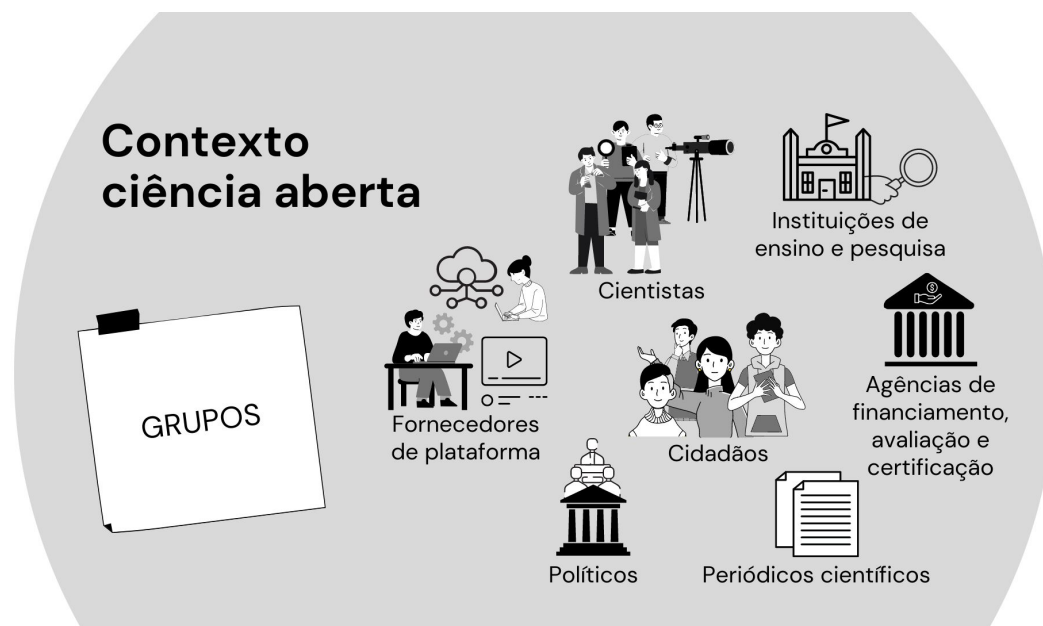 Contexto
ciência aberta
GRUPOS
Cientistas
Instituições de
ensino e pesquisa
Fornecedores
de plataforma
Cidadãos
Agências de
financiamento,
avaliação e
certificação
Políticos
Periódicos científicos